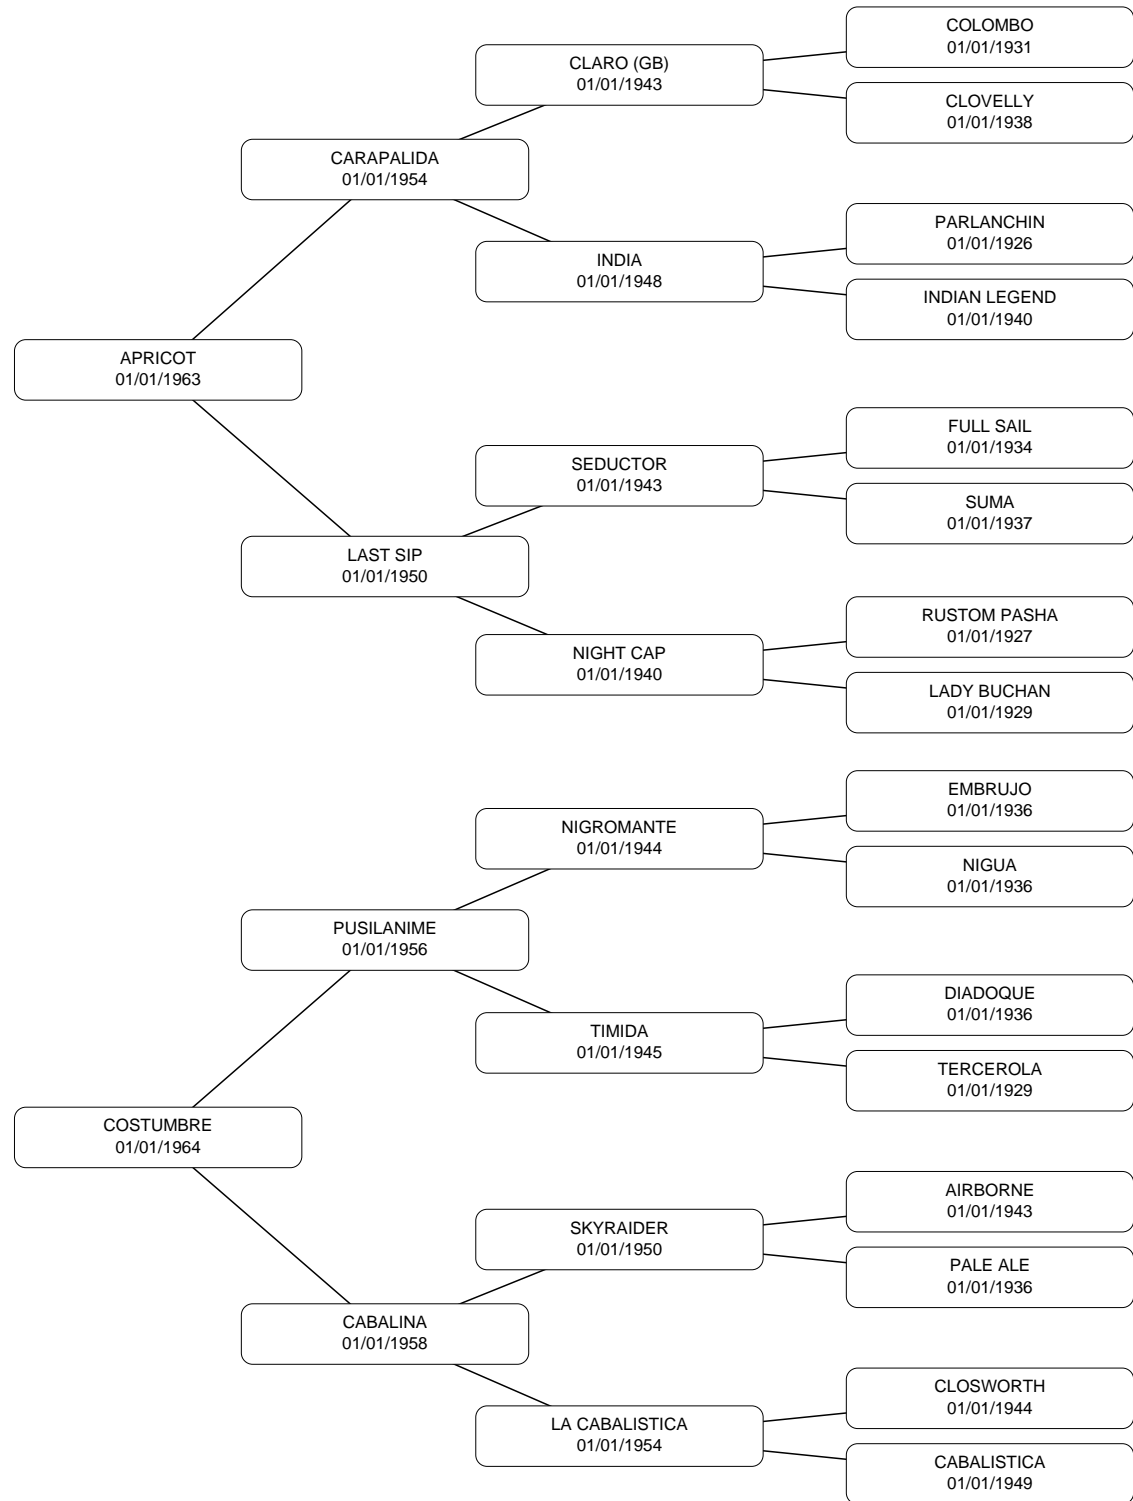 COLOMBO
01/01/1931
CLARO (GB)
01/01/1943
CLOVELLY
01/01/1938
CARAPALIDA
01/01/1954
PARLANCHIN
01/01/1926
INDIA
01/01/1948
INDIAN LEGEND
01/01/1940
APRICOT
01/01/1963
FULL SAIL
01/01/1934
SEDUCTOR
01/01/1943
SUMA
01/01/1937
LAST SIP
01/01/1950
RUSTOM PASHA
01/01/1927
NIGHT CAP
01/01/1940
LADY BUCHAN
01/01/1929
EMBRUJO
01/01/1936
NIGROMANTE
01/01/1944
NIGUA
01/01/1936
PUSILANIME
01/01/1956
DIADOQUE
01/01/1936
TIMIDA
01/01/1945
TERCEROLA
01/01/1929
COSTUMBRE
01/01/1964
AIRBORNE
01/01/1943
SKYRAIDER
01/01/1950
PALE ALE
01/01/1936
CABALINA
01/01/1958
CLOSWORTH
01/01/1944
LA CABALISTICA
01/01/1954
CABALISTICA
01/01/1949